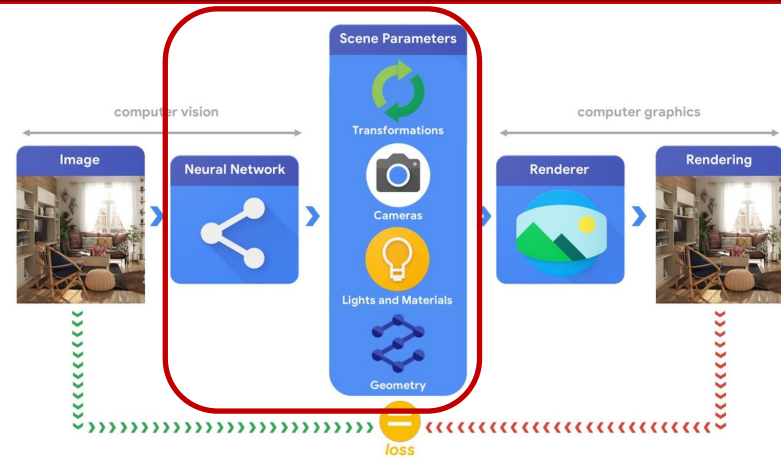 Scene Parameters
computer vision
computer graphics
Transformations
Image
Neural Network
Renderer
Rendering
Cameras
Lights and Materials
Geometry
loss